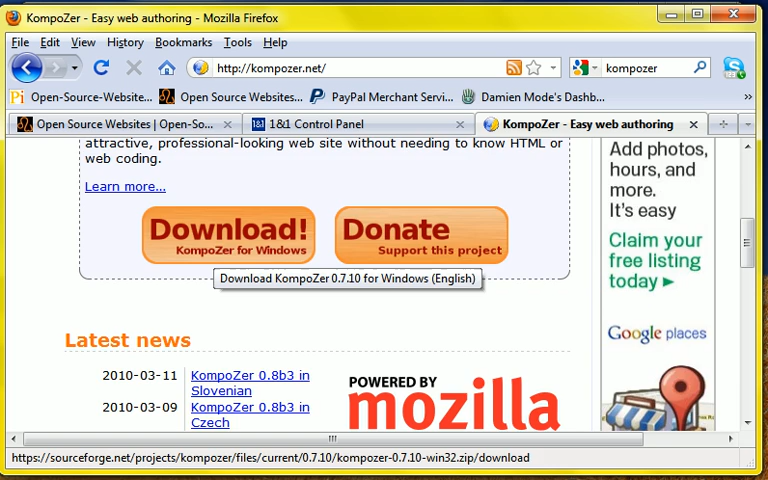 KompoZer - Easy web authoring - Mozilla Firefox
File Edit View History Bookmarks Tools Help
http://kompozer.net/ kompozer
Open-Source-Website... Open Source Websites... PayPal Merchant Servi... Damien Mode's Dashb... »
Open Source Websites | Open-So... 1&1 Control Panel KompoZer - Easy web authoring
attractive, professional-looking web site without needing to know HTML or
web coding.
Learn more...
Download!
KompoZer for Windows
Donate
Support this project
Download KompoZer 0.7.10 for Windows (English)
Latest news
2010-03-11 KompoZer 0.8b3 in
Slovenian
2010-03-09 KompoZer 0.8b3 in
Czech
POWERED BY
mozilla
Add photos,
hours, and
more.
It's easy
Claim your
free listing
today ►
Google places
https://sourceforge.net/projects/kompozer/files/current/0.7.10/kompozer-0.7.10-win32.zip/download